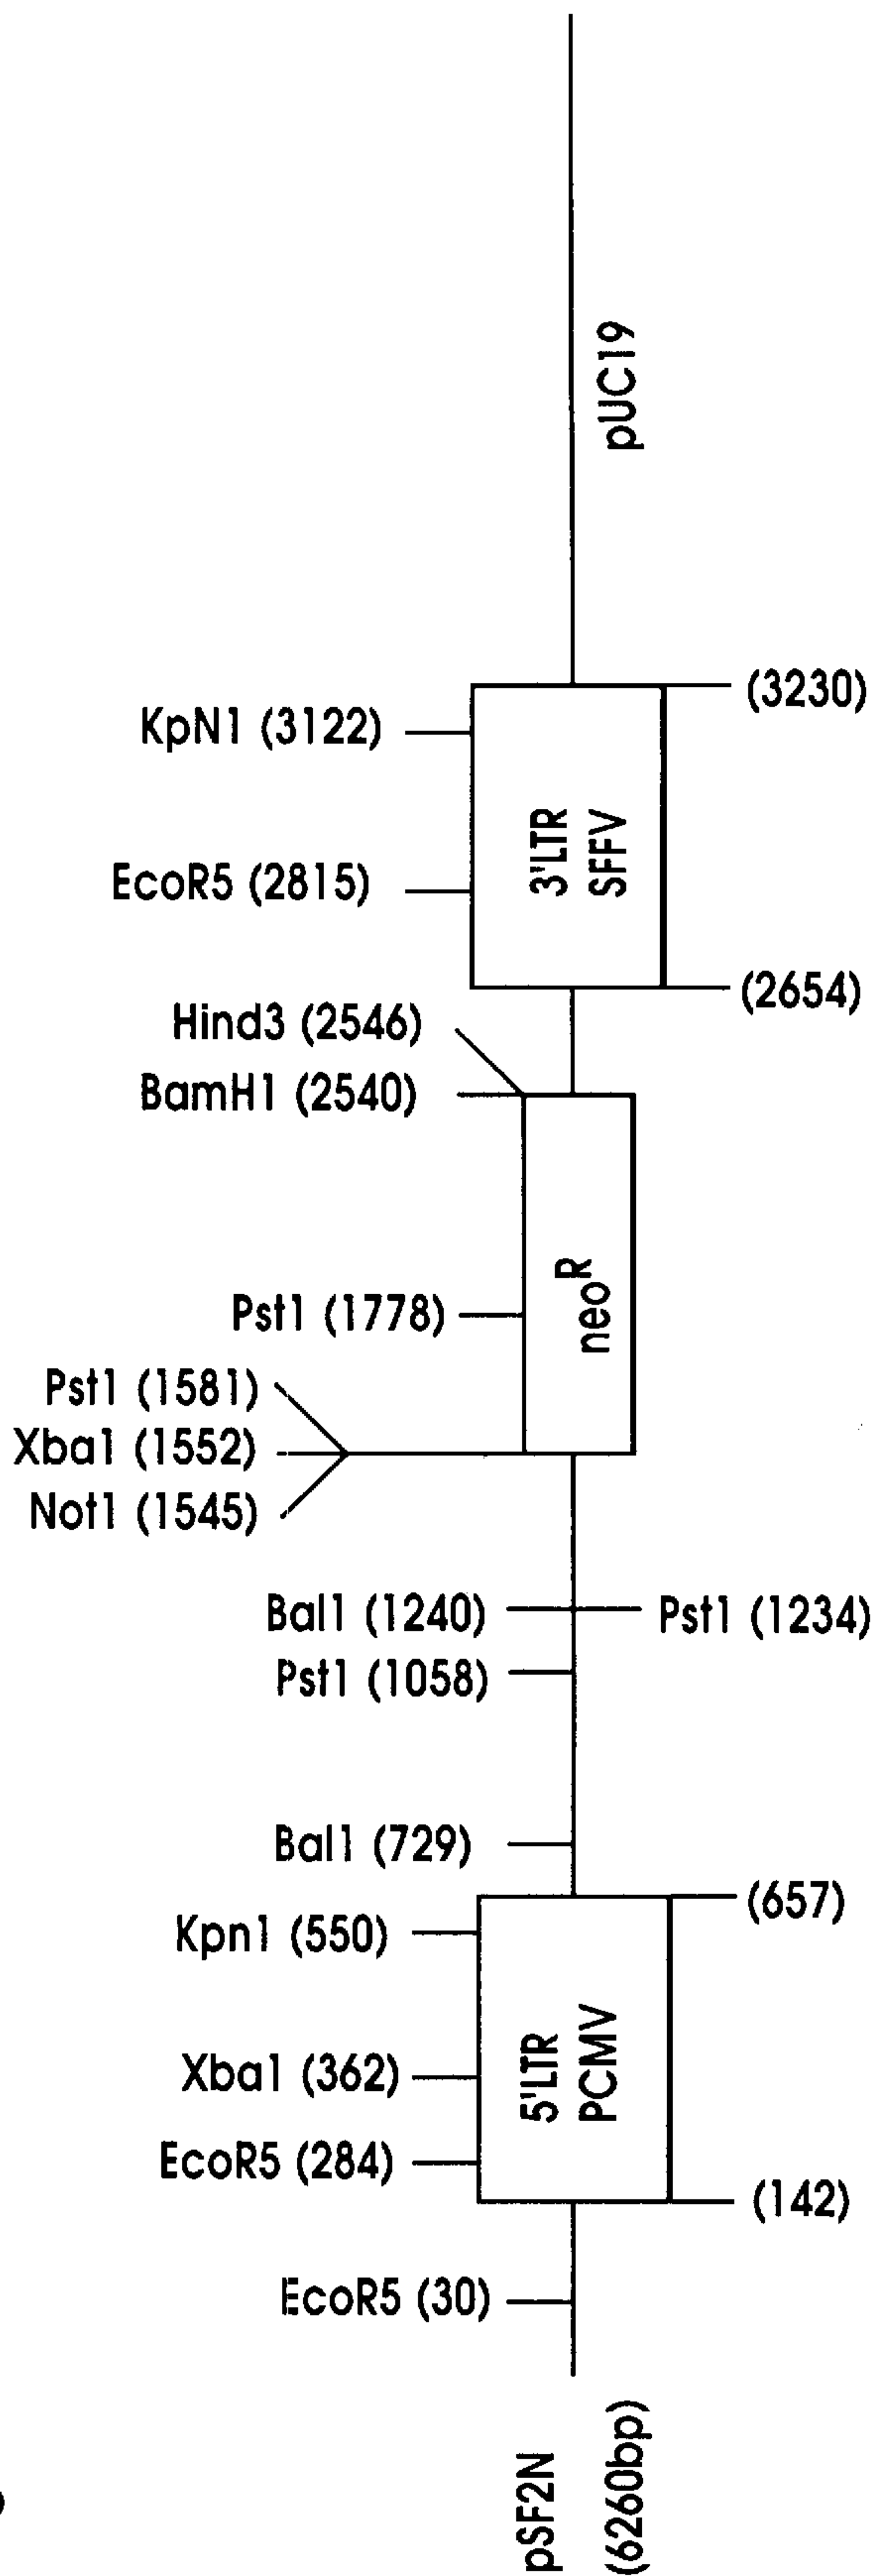 pUC19
KpN1 (3122)
(3230)
3'LTR
SFFV
EcoR5 (2815)
(2654)
Hind3 (2546)
BamH1 (2540)
neoR
Pst1 (1778)
Pst1 (1581)
Xba1 (1552)
Not1 (1545)
Bal1 (1240)
Pst1 (1234)
Pst1 (1058)
Bal1 (729)
(657)
Kpn1 (550)
5'LTR
PCMV
Xba1 (362)
EcoR5 (284)
(142)
EcoR5 (30)
pSF2N
(6260bp)